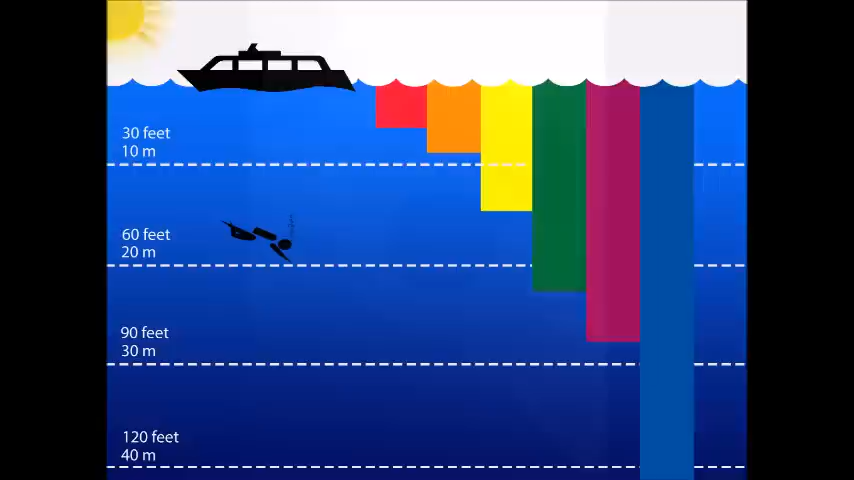 30 feet
10 m
60 feet
20 m
90 feet
30 m
120 feet
40 m